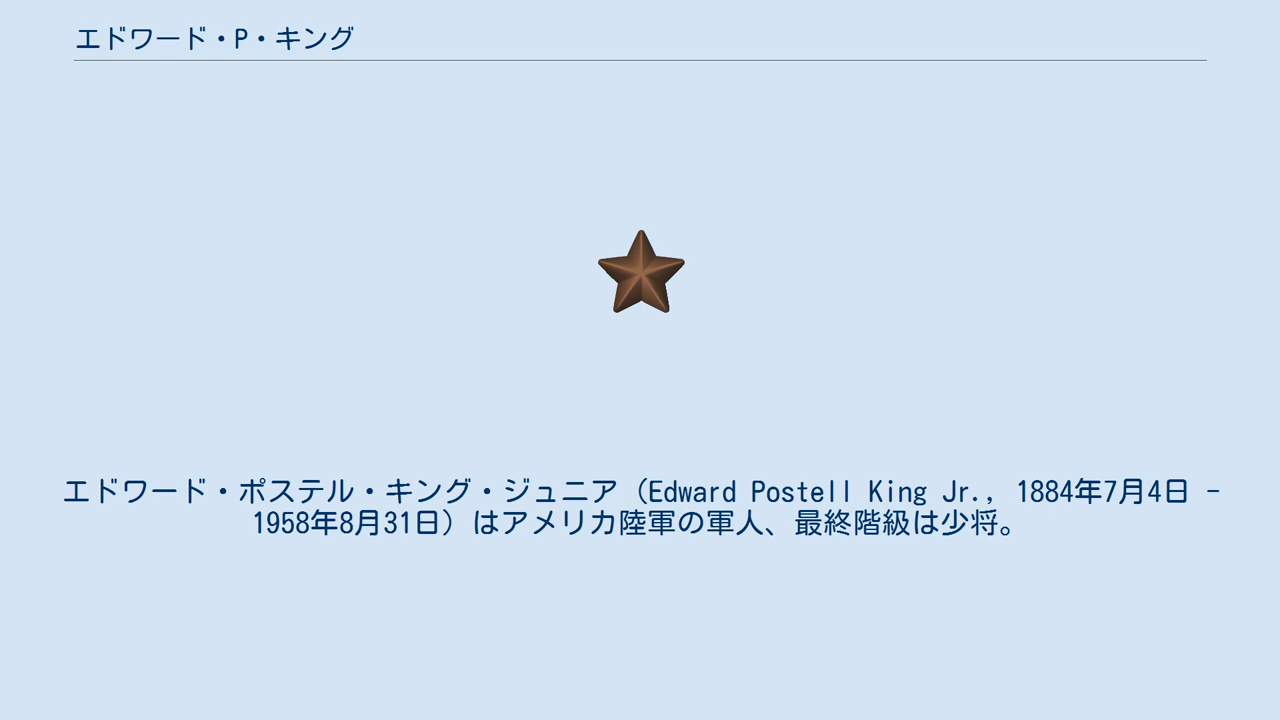 エドワード・P・キング
エドワード・ポステル・キング・ジュニア（Edward Postell King Jr., 1884年7月4日 -
1958年8月31日）はアメリカ陸軍の軍人、最終階級は少将。